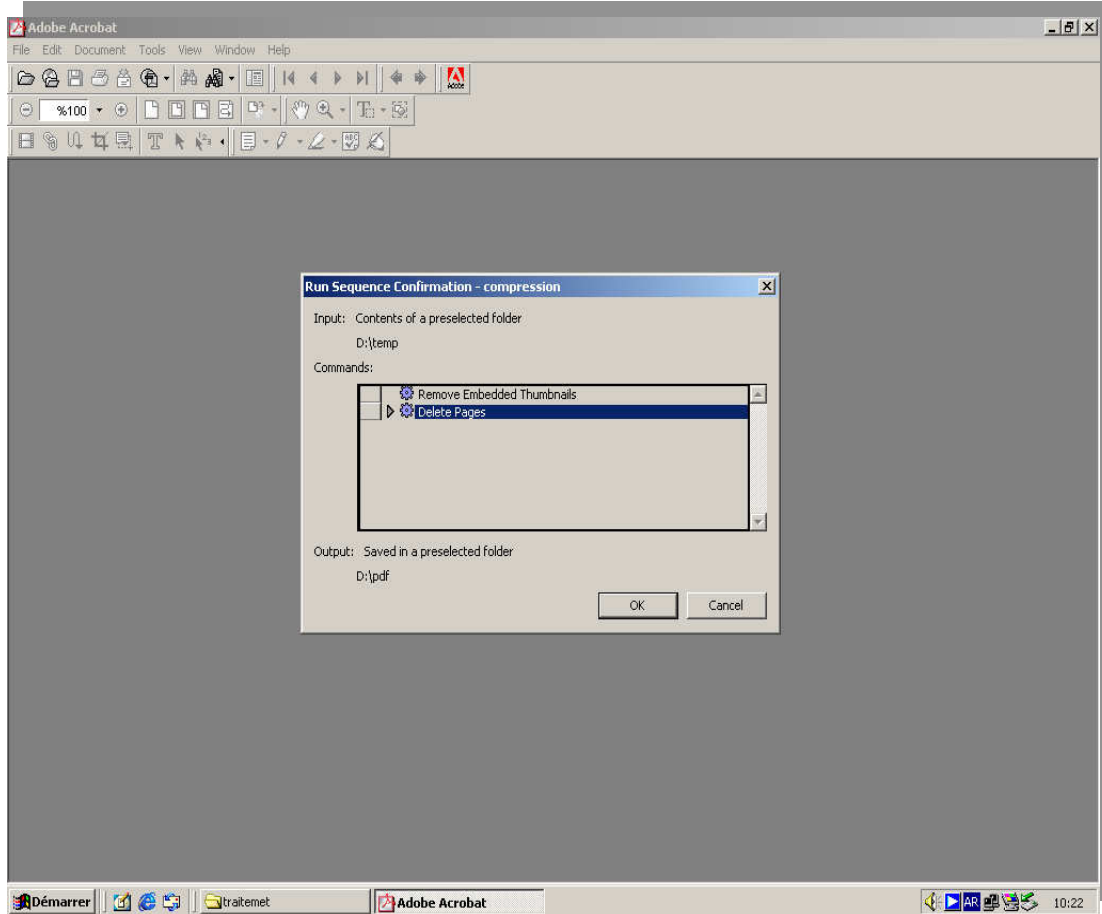 Adobe Acrobat
File Edit Document Tools View Window Help
Adobe
%100
Run Sequence Confirmation - compression
Input: Contents of a preselected folder
D:\temp
Commands:
Remove Embedded Thumbnails
Delete Pages
Output: Saved in a preselected folder
D:\pdf
OK Cancel
Démarrer traitemet Adobe Acrobat AR 10:22